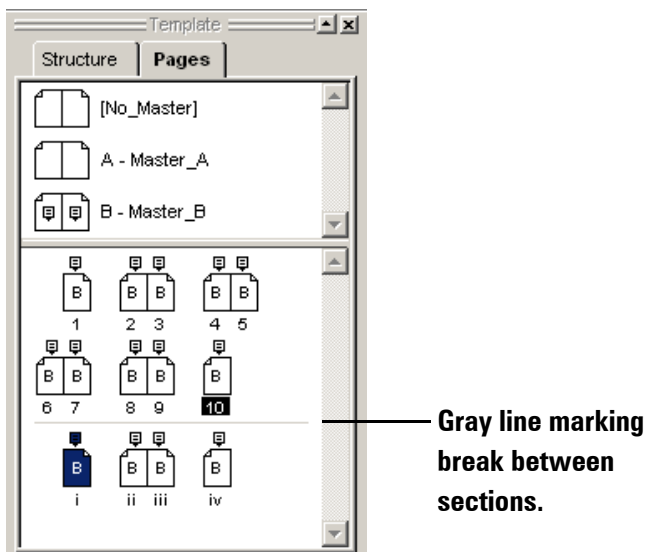 Template
Structure Pages
[No_Master]
A - Master_A
B - Master_B
B B B B B
1 2 3 4 5
B B B B B
6 7 8 9 10
B B B B
i ii iii iv
Gray line marking
break between
sections.